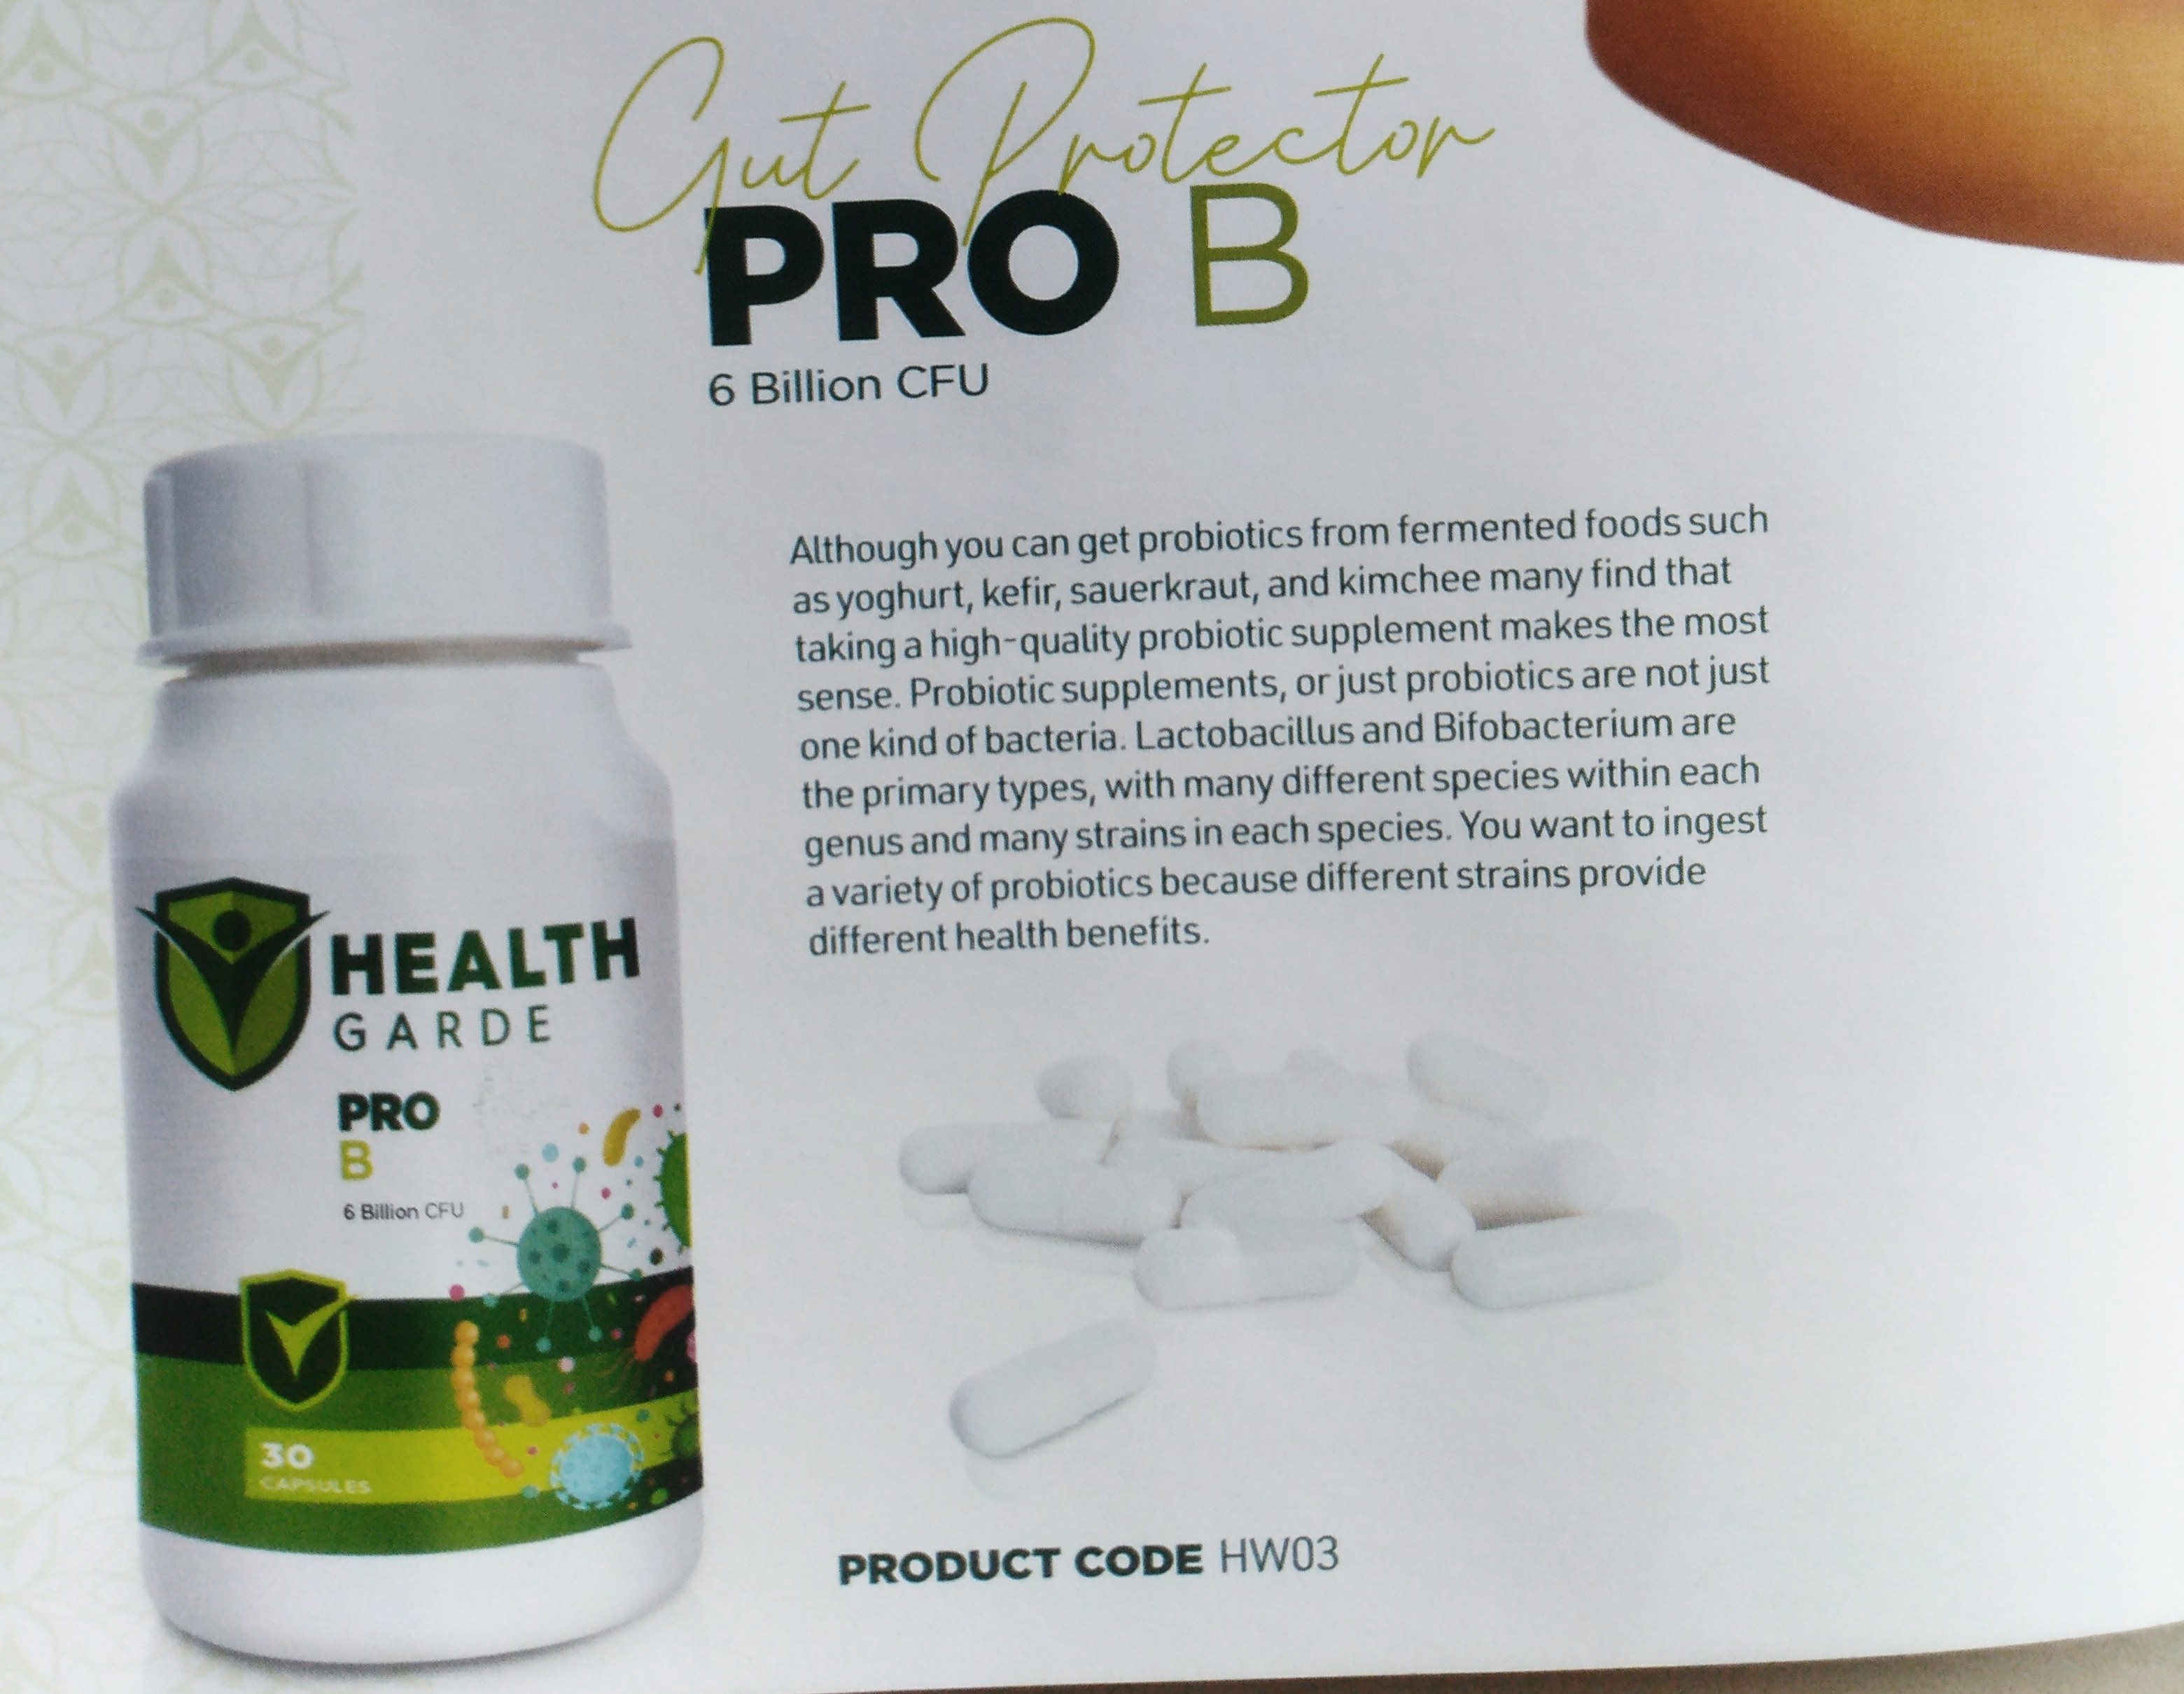 Gut Protector
PRO B
6 Billion CFU
Although you can get probiotics from fermented foods such
as yoghurt, kefir, sauerkraut, and kimchee many find that
taking a high-quality probiotic supplement makes the most
sense. Probiotic supplements, or just probiotics are not just
one kind of bacteria. Lactobacillus and Bifobacterium are
the primary types, with many different species within each
genus and many strains in each species. You want to ingest
a variety of probiotics because different strains provide
different health benefits.
HEALTH
GARDE
PRO
B
6 Billion CFU
30
CAPSULES
PRODUCT CODE HW03